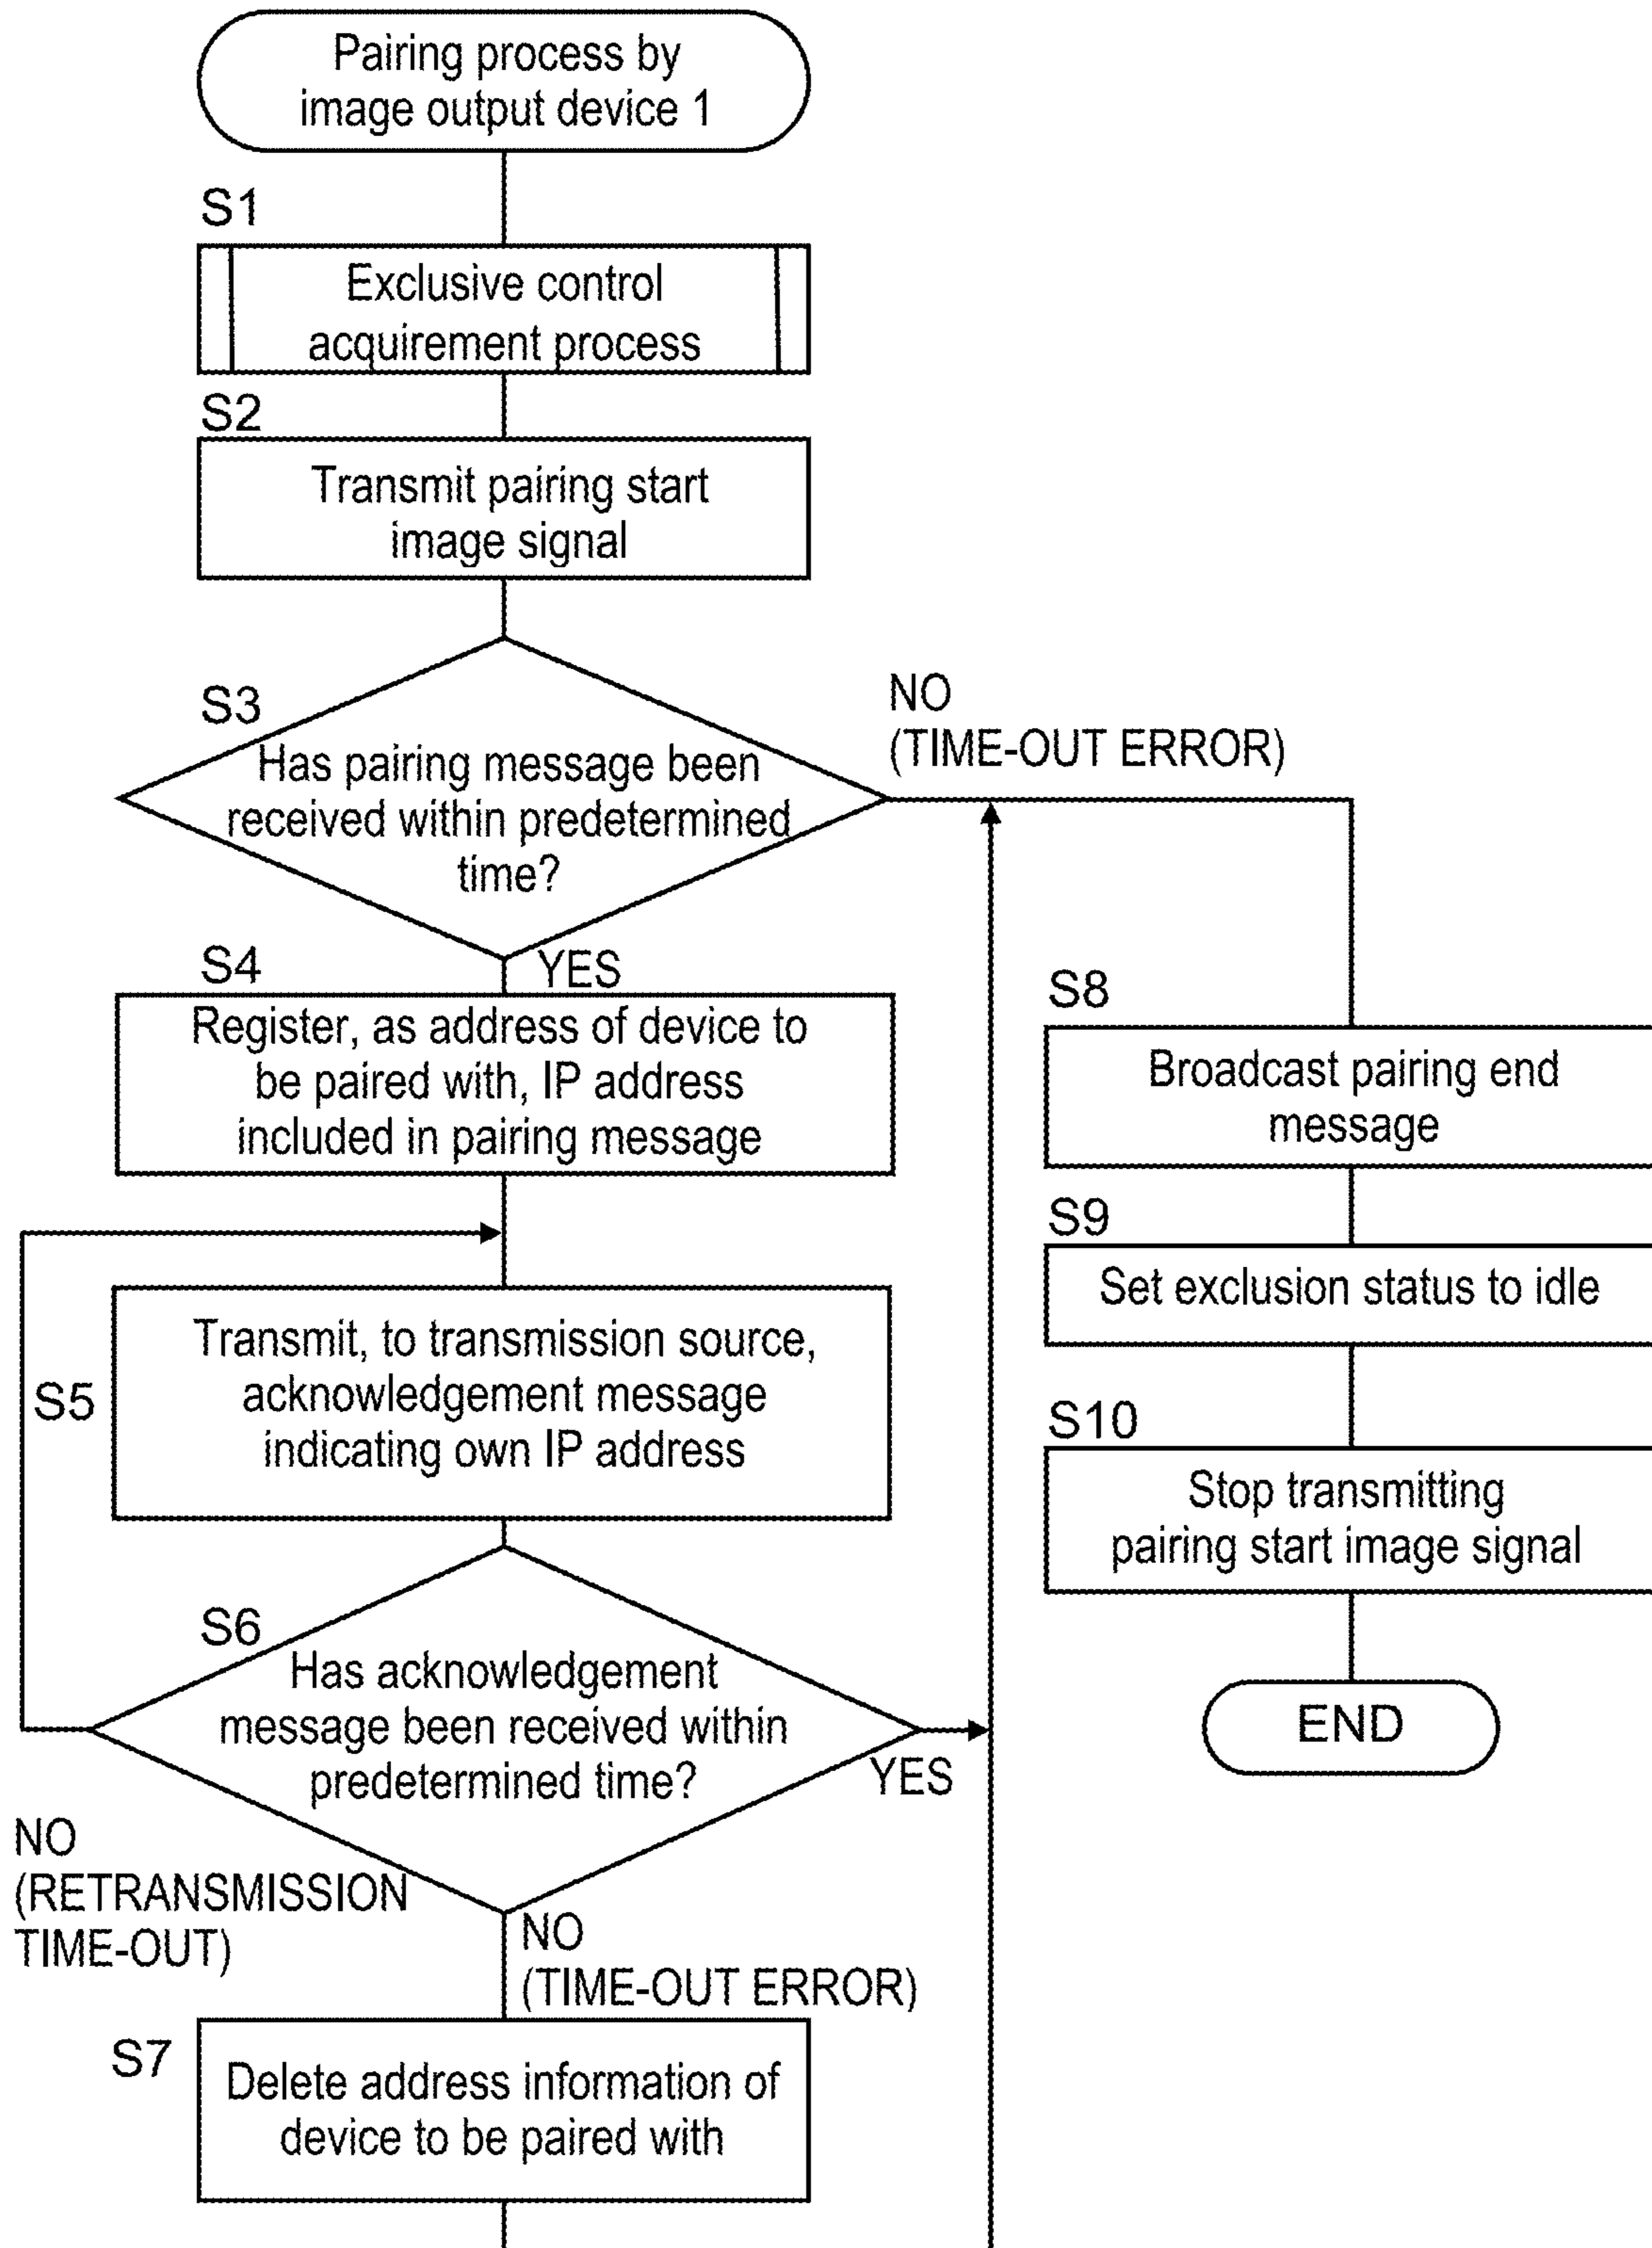 Pairing process by
image output device 1
S1
Exclusive control
acquirement process
S2
Transmit pairing start
image signal
S3
Has pairing message been
received within predetermined
time?
NO
(TIME-OUT ERROR)
YES
S4
Register, as address of device to
be paired with, IP address
included in pairing message
S5
Transmit, to transmission source,
acknowledgement message
indicating own IP address
S6
Has acknowledgement
message been received within
predetermined time?
YES
NO
(RETRANSMISSION
TIME-OUT)
NO
(TIME-OUT ERROR)
S7
Delete address information of
device to be paired with
S8
Broadcast pairing end
message
S9
Set exclusion status to idle
S10
Stop transmitting
pairing start image signal
END